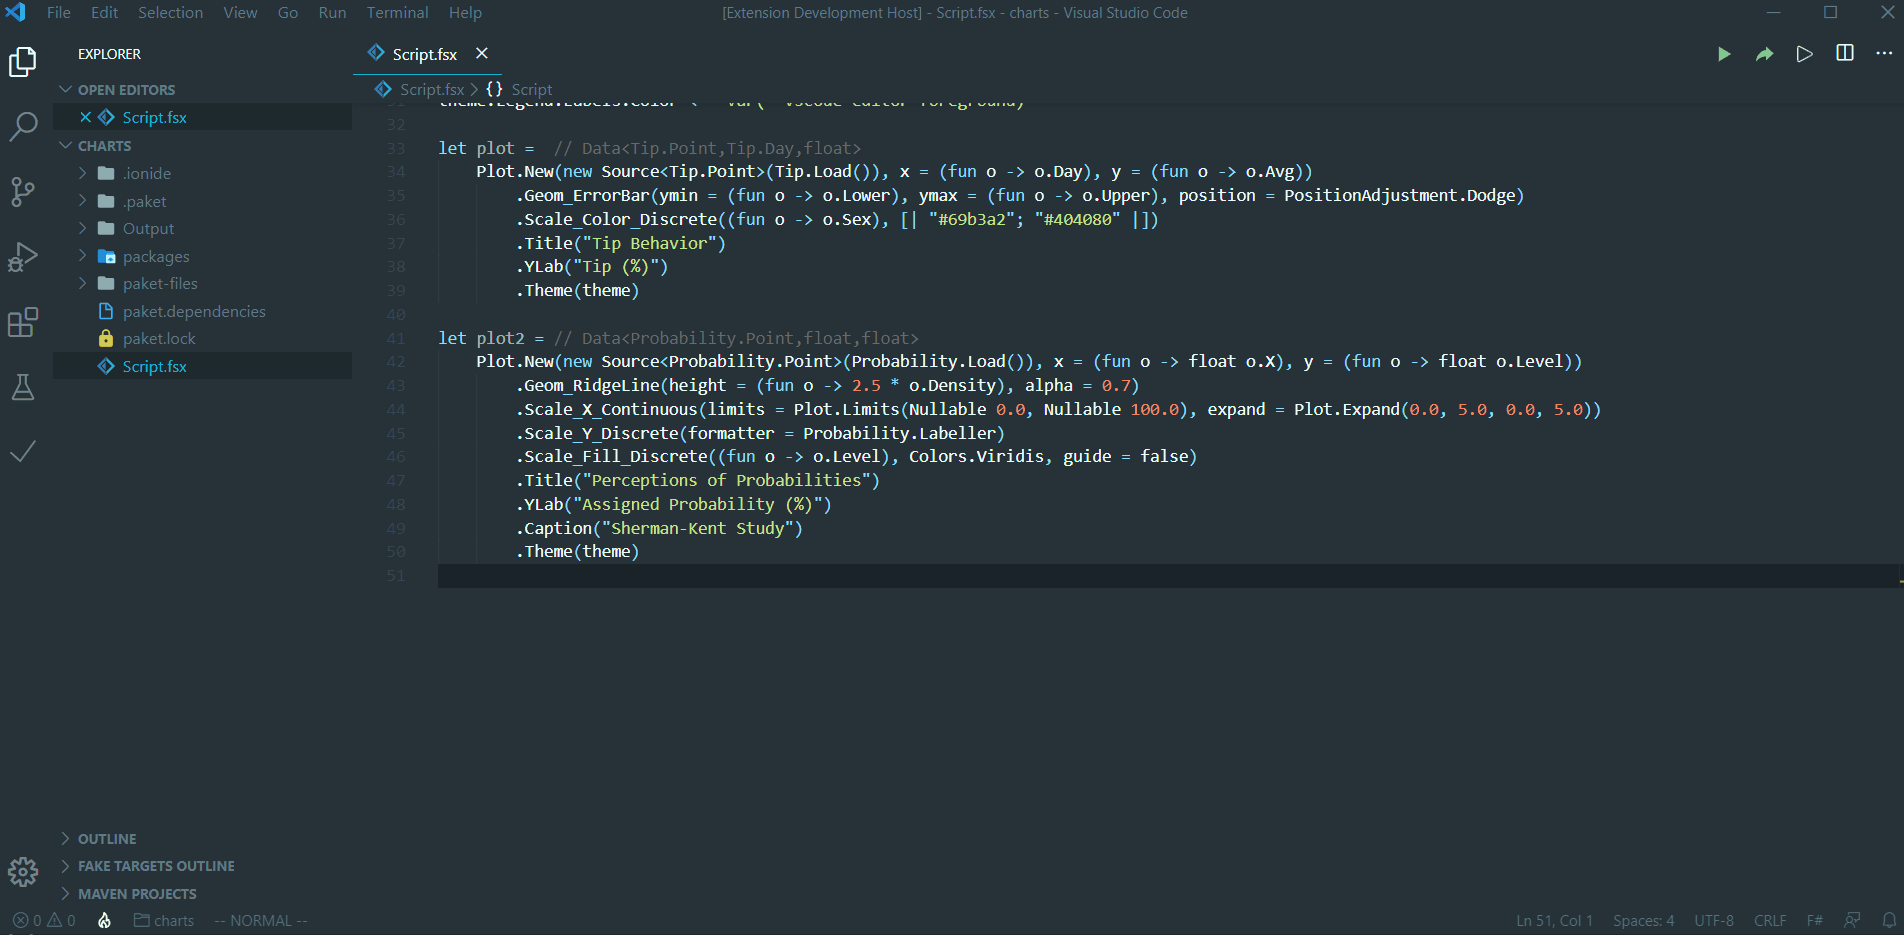 File Edit Selection View Go Run Terminal Help
[Extension Development Host] - Script.fsx - charts - Visual Studio Code
EXPLORER
OPEN EDITORS
Script.fsx
CHARTS
.ionide
.paket
Output
packages
paket-files
paket.dependencies
paket.lock
Script.fsx
OUTLINE
FAKE TARGETS OUTLINE
MAVEN PROJECTS
Script.fsx
Script.fsx {} Script
32
33 let plot =  // Data<Tip.Point,Tip.Day,float>
34     Plot.New(new Source<Tip.Point>(Tip.Load()), x = (fun o -> o.Day), y = (fun o -> o.Avg))
35         .Geom_ErrorBar(ymin = (fun o -> o.Lower), ymax = (fun o -> o.Upper), position = PositionAdjustment.Dodge)
36         .Scale_Color_Discrete((fun o -> o.Sex), [| "#69b3a2"; "#404080" |])
37         .Title("Tip Behavior")
38         .YLab("Tip (%)")
39         .Theme(theme)
40
41 let plot2 = // Data<Probability.Point,float,float>
42     Plot.New(new Source<Probability.Point>(Probability.Load()), x = (fun o -> float o.X), y = (fun o -> float o.Level))
43         .Geom_RidgeLine(height = (fun o -> 2.5 * o.Density), alpha = 0.7)
44         .Scale_X_Continuous(limits = Plot.Limits(Nullable 0.0, Nullable 100.0), expand = Plot.Expand(0.0, 5.0, 0.0, 5.0))
45         .Scale_Y_Discrete(formatter = Probability.Labeller)
46         .Scale_Fill_Discrete((fun o -> o.Level), Colors.Viridis, guide = false)
47         .Title("Perceptions of Probabilities")
48         .YLab("Assigned Probability (%)")
49         .Caption("Sherman-Kent Study")
50         .Theme(theme)
51
0 0 charts -- NORMAL --
Ln 51, Col 1 Spaces: 4 UTF-8 CRLF F#